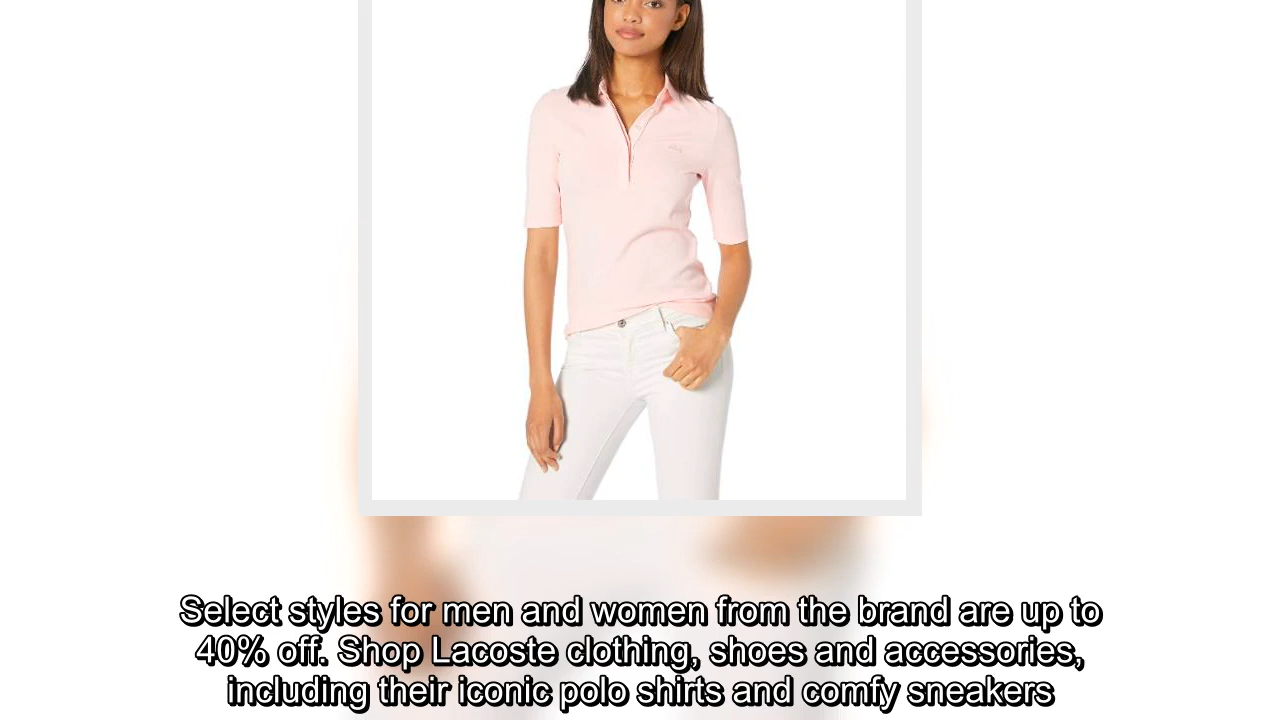 Select styles for men and women from the brand are up to
40% off. Shop Lacoste clothing, shoes and accessories,
including their iconic polo shirts and comfy sneakers